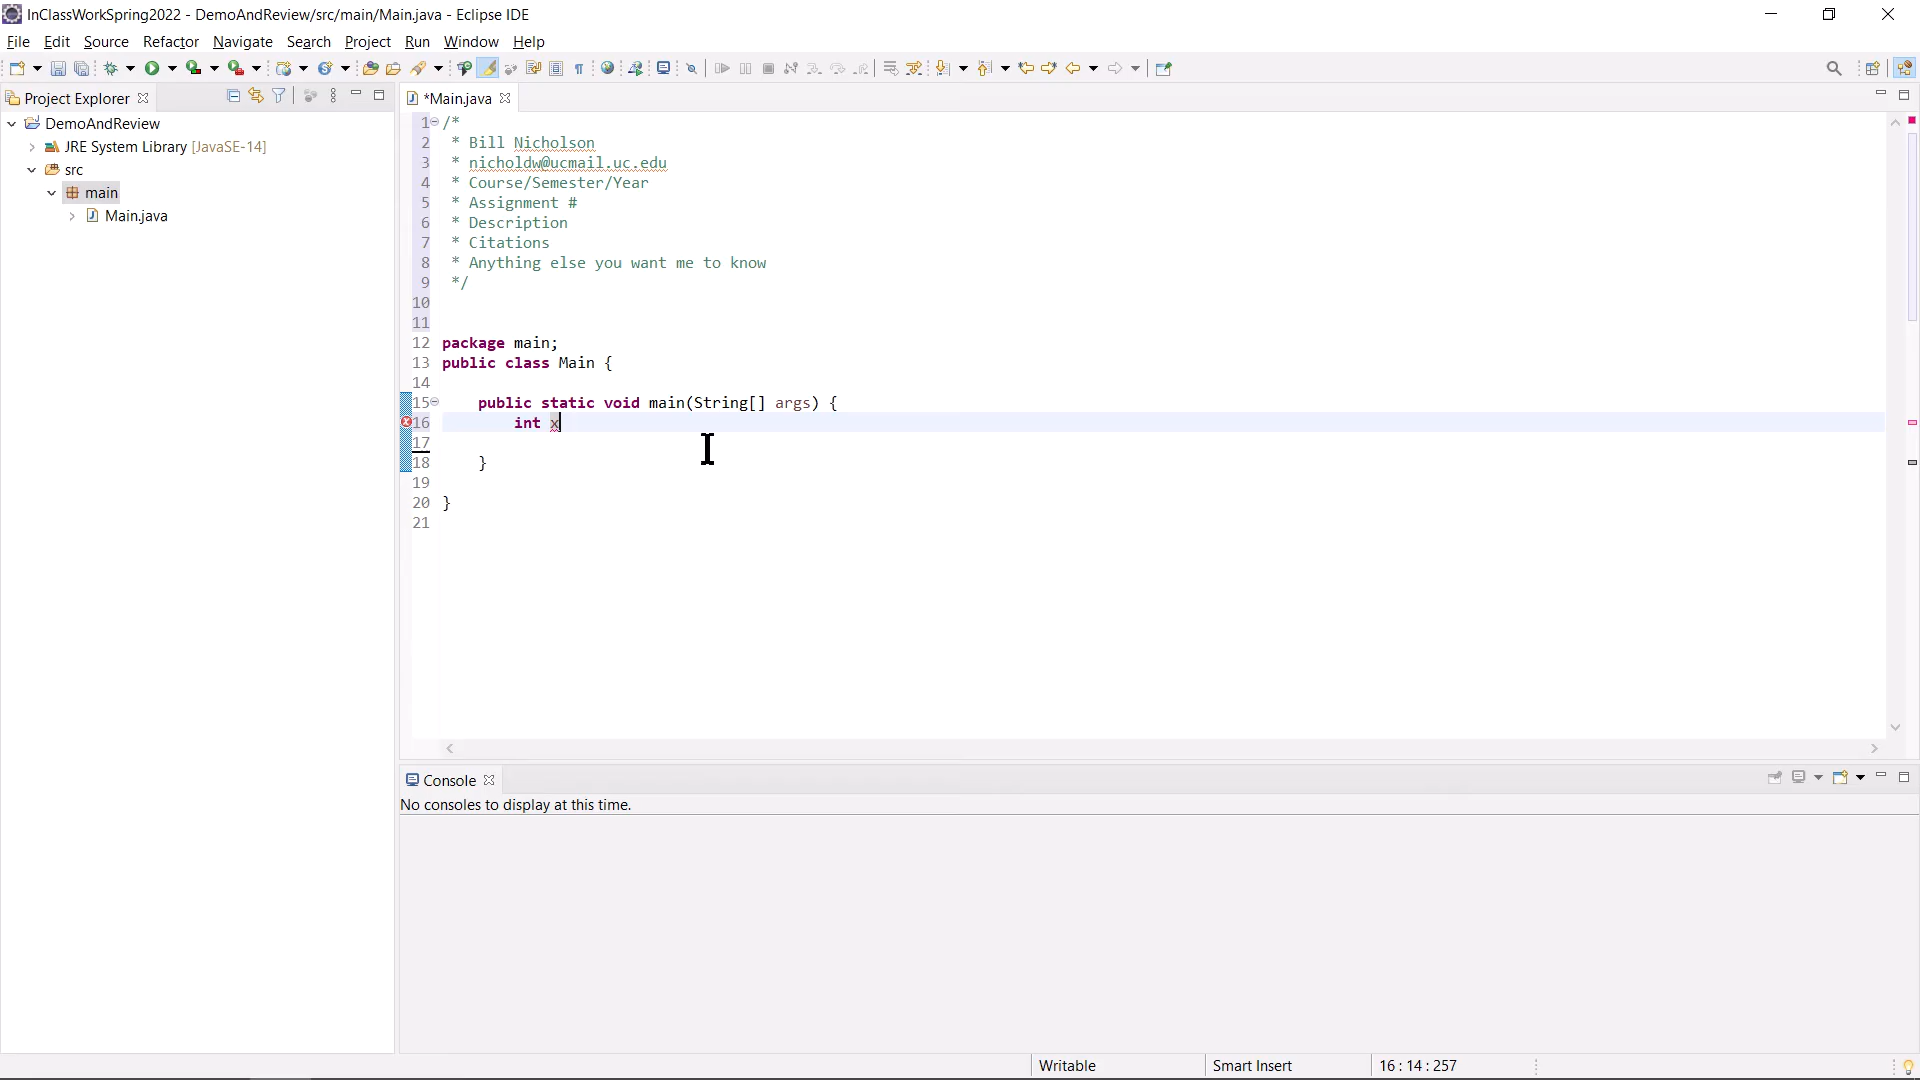 InClassWorkSpring2022 - DemoAndReview/src/main/Main.java - Eclipse IDE
File Edit Source Refactor Navigate Search Project Run Window Help
Project Explorer
*Main.java
DemoAndReview
JRE System Library [JavaSE-14]
src
main
Main.java
1 /*
2 * Bill Nicholson
3 * nicholdw@ucmail.uc.edu
4 * Course/Semester/Year
5 * Assignment #
6 * Description
7 * Citations
8 * Anything else you want me to know
9 */
10
11
12 package main;
13 public class Main {
14
15 public static void main(String[] args) {
16 int x
17
18 }
19
20 }
21
Console
No consoles to display at this time.
Writable Smart Insert 16 : 14 : 257